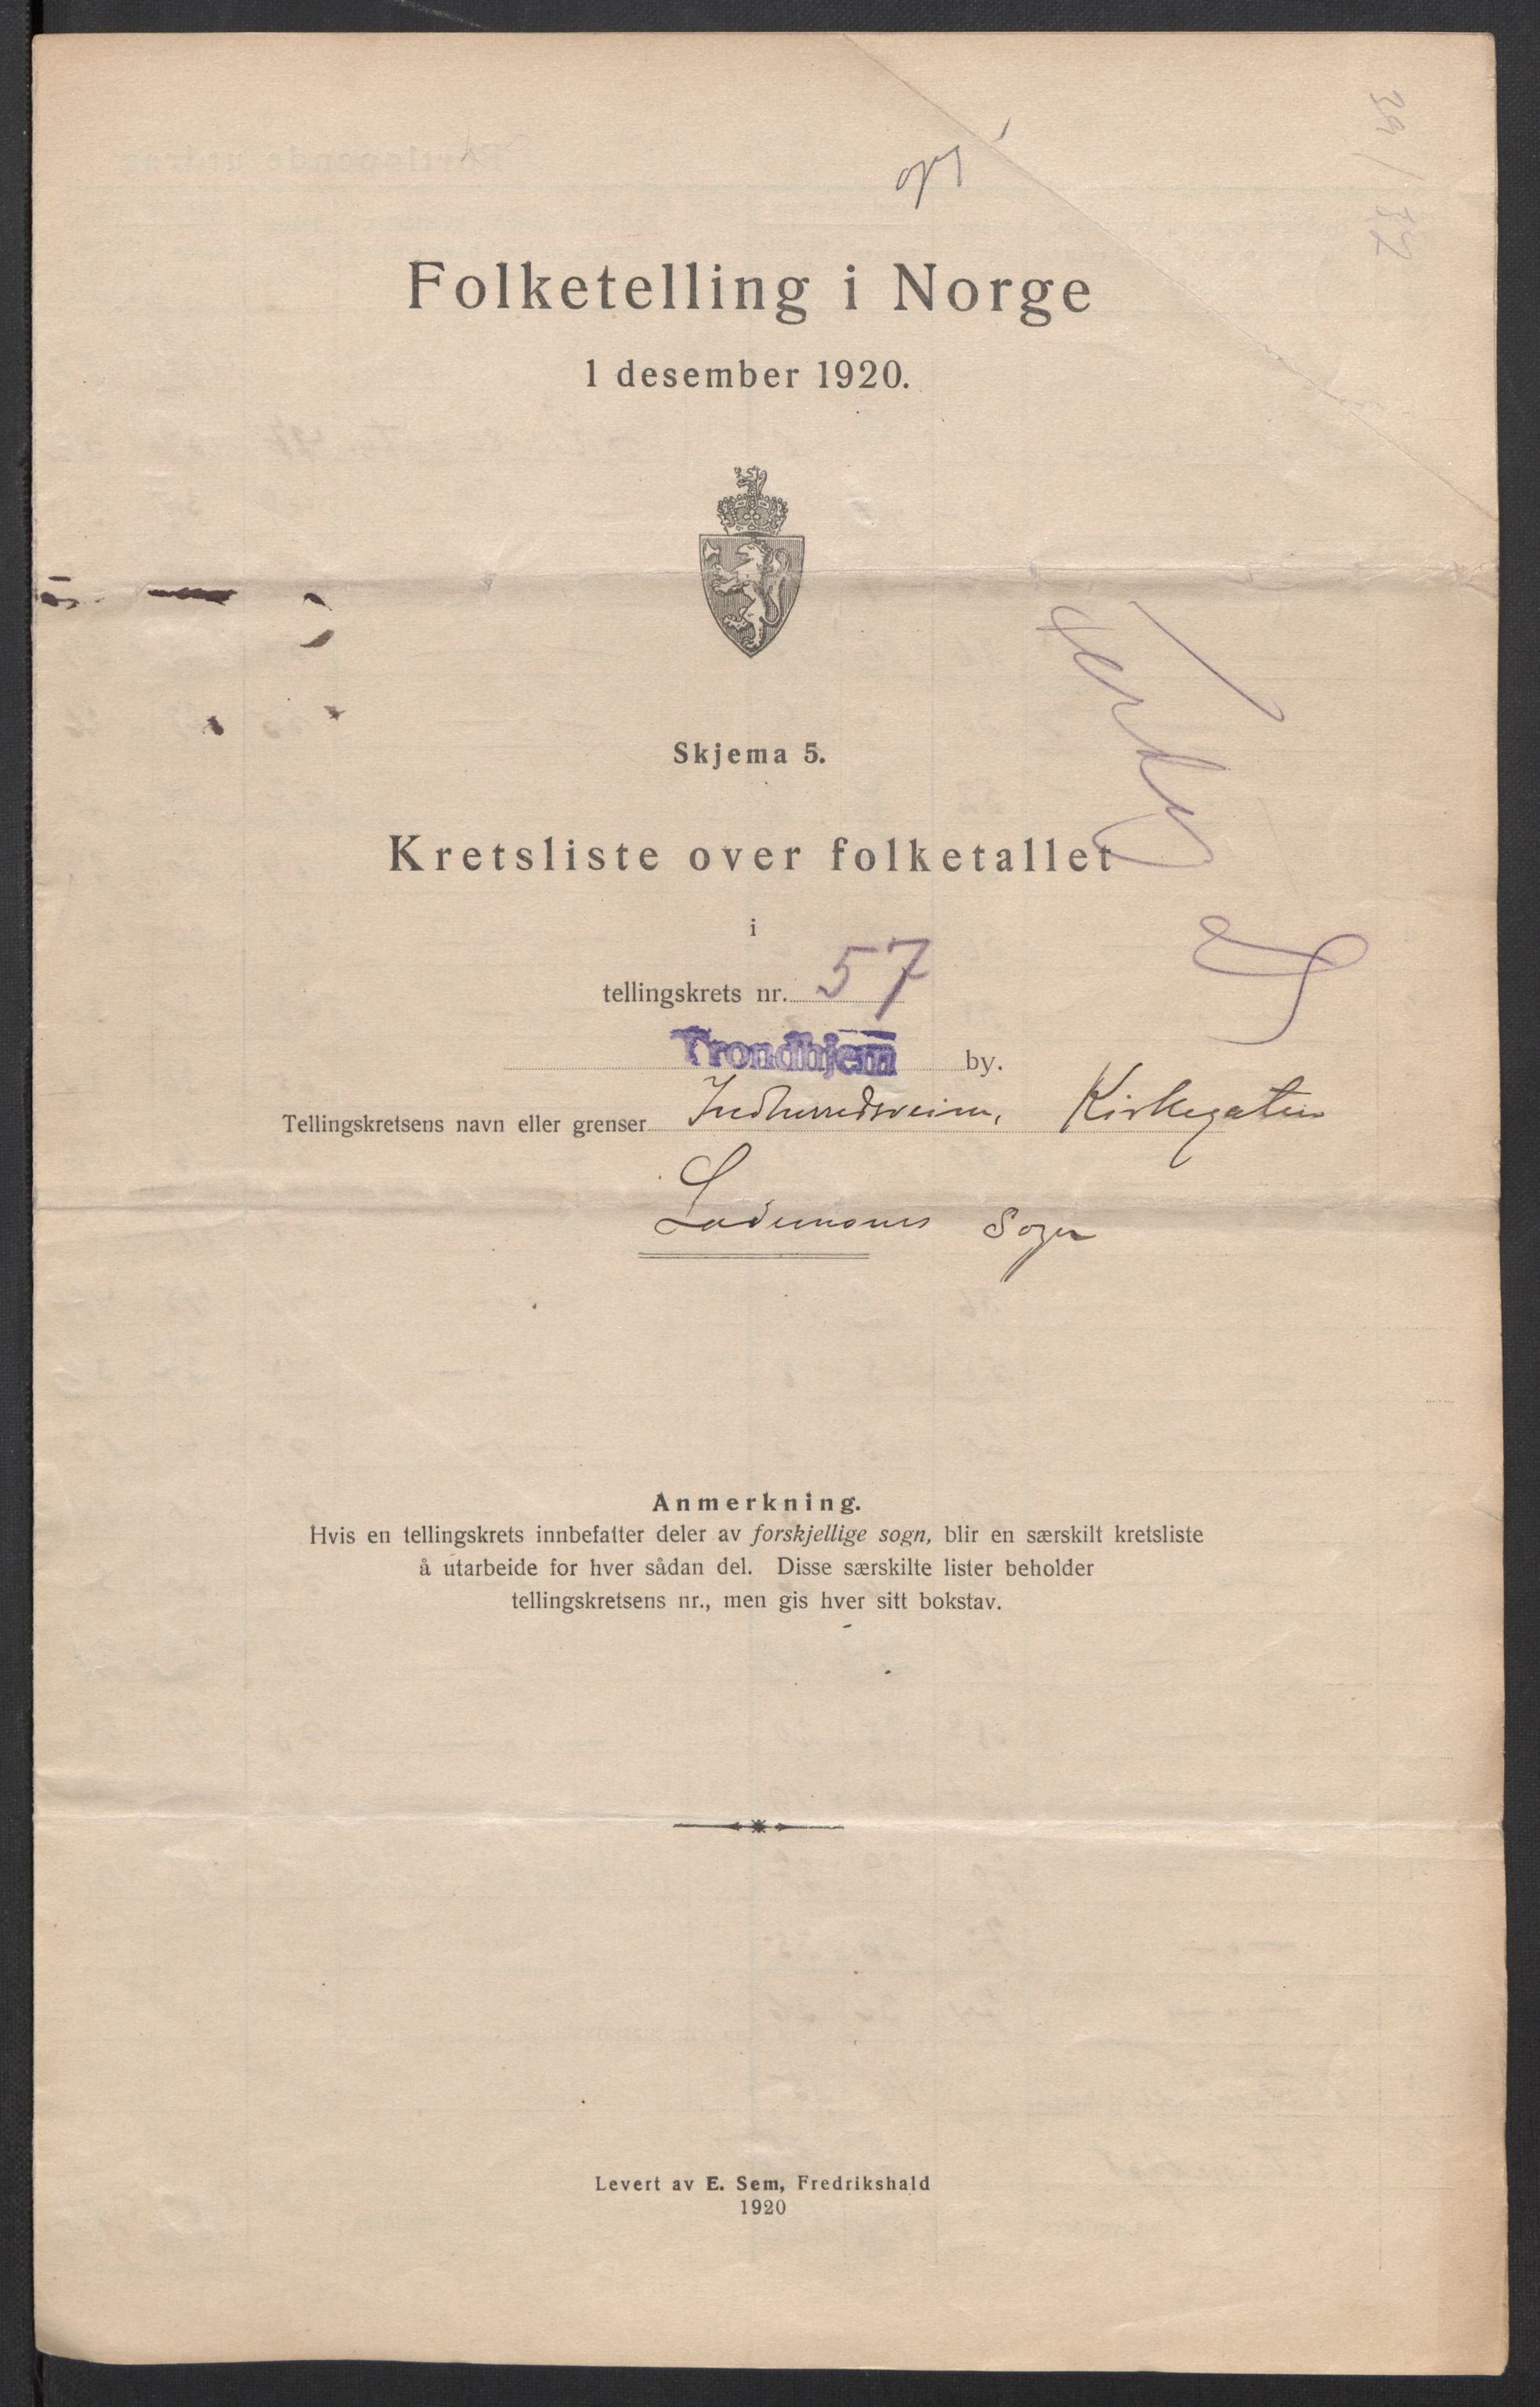 Folketelling i Norge
1 desember 1920.
Skjema 5.
Kretsliste over folketallet
i
tellingskrets nr. 57
Trondhjem by.
Tellingskretsens navn eller grenser Indherredsveien, Kirkegaten
Lademoens Sogn
Anmerkning.
Hvis en tellingskrets innbefatter deler av forskjellige sogn, blir en særskilt kretsliste
å utarbeide for hver sådan del. Disse særskilte lister beholder
tellingskretsens nr., men gis hver sitt bokstav.
Levert av E. Sem, Fredrikshald
1920